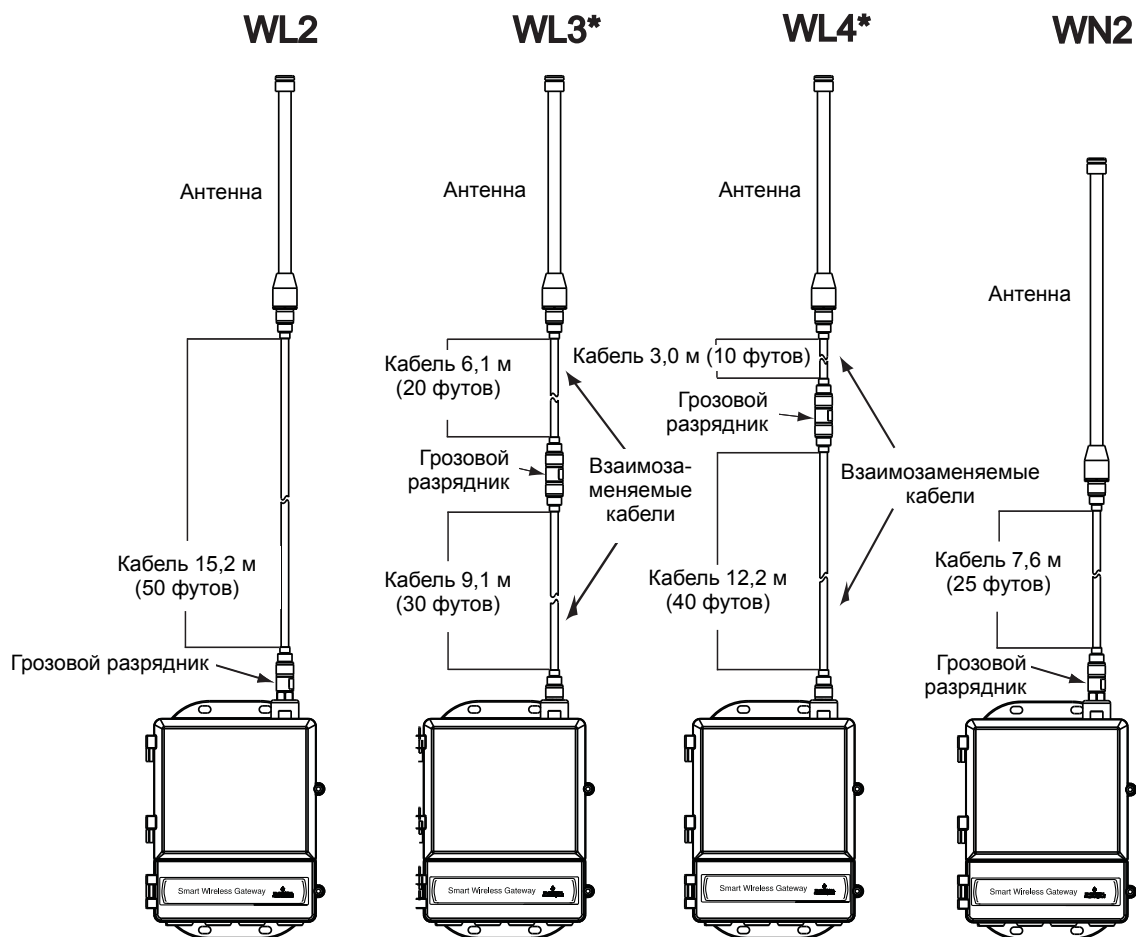 WL2
WL3*
WL4*
WN2
Антенна
Антенна
Антенна
Антенна
Кабель 6,1 м
(20 футов)
Кабель 3,0 м (10 футов)
Грозовой
разрядник
Грозовой
разрядник
Взаимоза-
меняемые
кабели
Взаимозаменяемые
кабели
Кабель 15,2 м
(50 футов)
Кабель 9,1 м
(30 футов)
Кабель 12,2 м
(40 футов)
Кабель 7,6 м
(25 футов)
Грозовой разрядник
Грозовой
разрядник
Smart Wireless Gateway
Smart Wireless Gateway
Smart Wireless Gateway
Smart Wireless Gateway